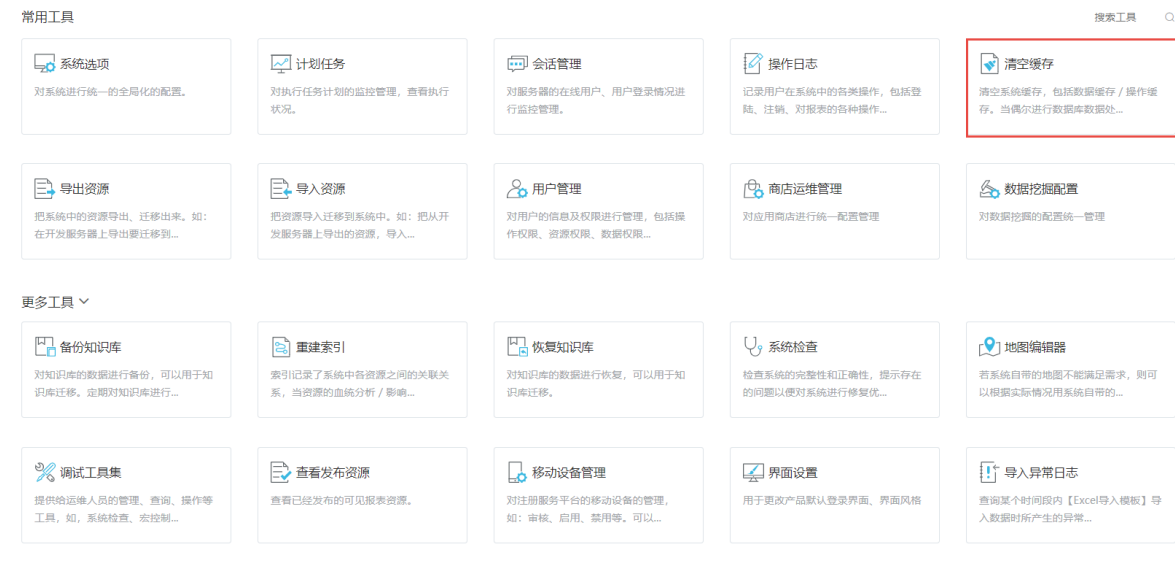 常用工具
搜索工具
系统选项
对系统进行统一的全局化的配置。
计划任务
对执行任务计划的监控管理，查看执行
状况。
会话管理
对服务器的在线用户、用户登录情况进
行监控管理。
操作日志
记录用户在系统中的各类操作，包括登
陆、注销、对报表的各种操作...
清空缓存
清空系统缓存，包括数据缓存 / 操作缓
存。当偶尔进行数据库数据处...
导出资源
把系统中的资源导出、迁移出来。如：
在开发服务器上导出要迁移到...
导入资源
把资源导入迁移到系统中。如：把从开
发服务器上导出的资源，导入...
用户管理
对用户的信息及权限进行管理，包括操
作权限、资源权限、数据权限...
商店运维管理
对应用商店进行统一配置管理
数据挖掘配置
对数据挖掘的配置统一管理
更多工具
备份知识库
对知识库的数据进行备份，可以用于知
识库迁移。定期对知识库进行...
重建索引
索引记录了系统中各资源之间的关联关
系，当资源的血统分析 / 影响...
恢复知识库
对知识库的数据进行恢复，可以用于知
识库迁移。
系统检查
检查系统的完整性和正确性，提示存在
的问题以便对系统进行修复优...
地图编辑器
若系统自带的地图不能满足需求，则可
以根据实际情况用系统自带的...
调试工具集
提供给运维人员的管理、查询、操作等
工具，如，系统检查、宏控制...
查看发布资源
查看已经发布的可见报表资源。
移动设备管理
对注册服务平台的移动设备的管理，
如：审核、启用、禁用等。可以...
界面设置
用于更改产品默认登录界面、界面风格
导入异常日志
查询某个时间段内【Excel导入模板】导
入数据时所产生的异常...